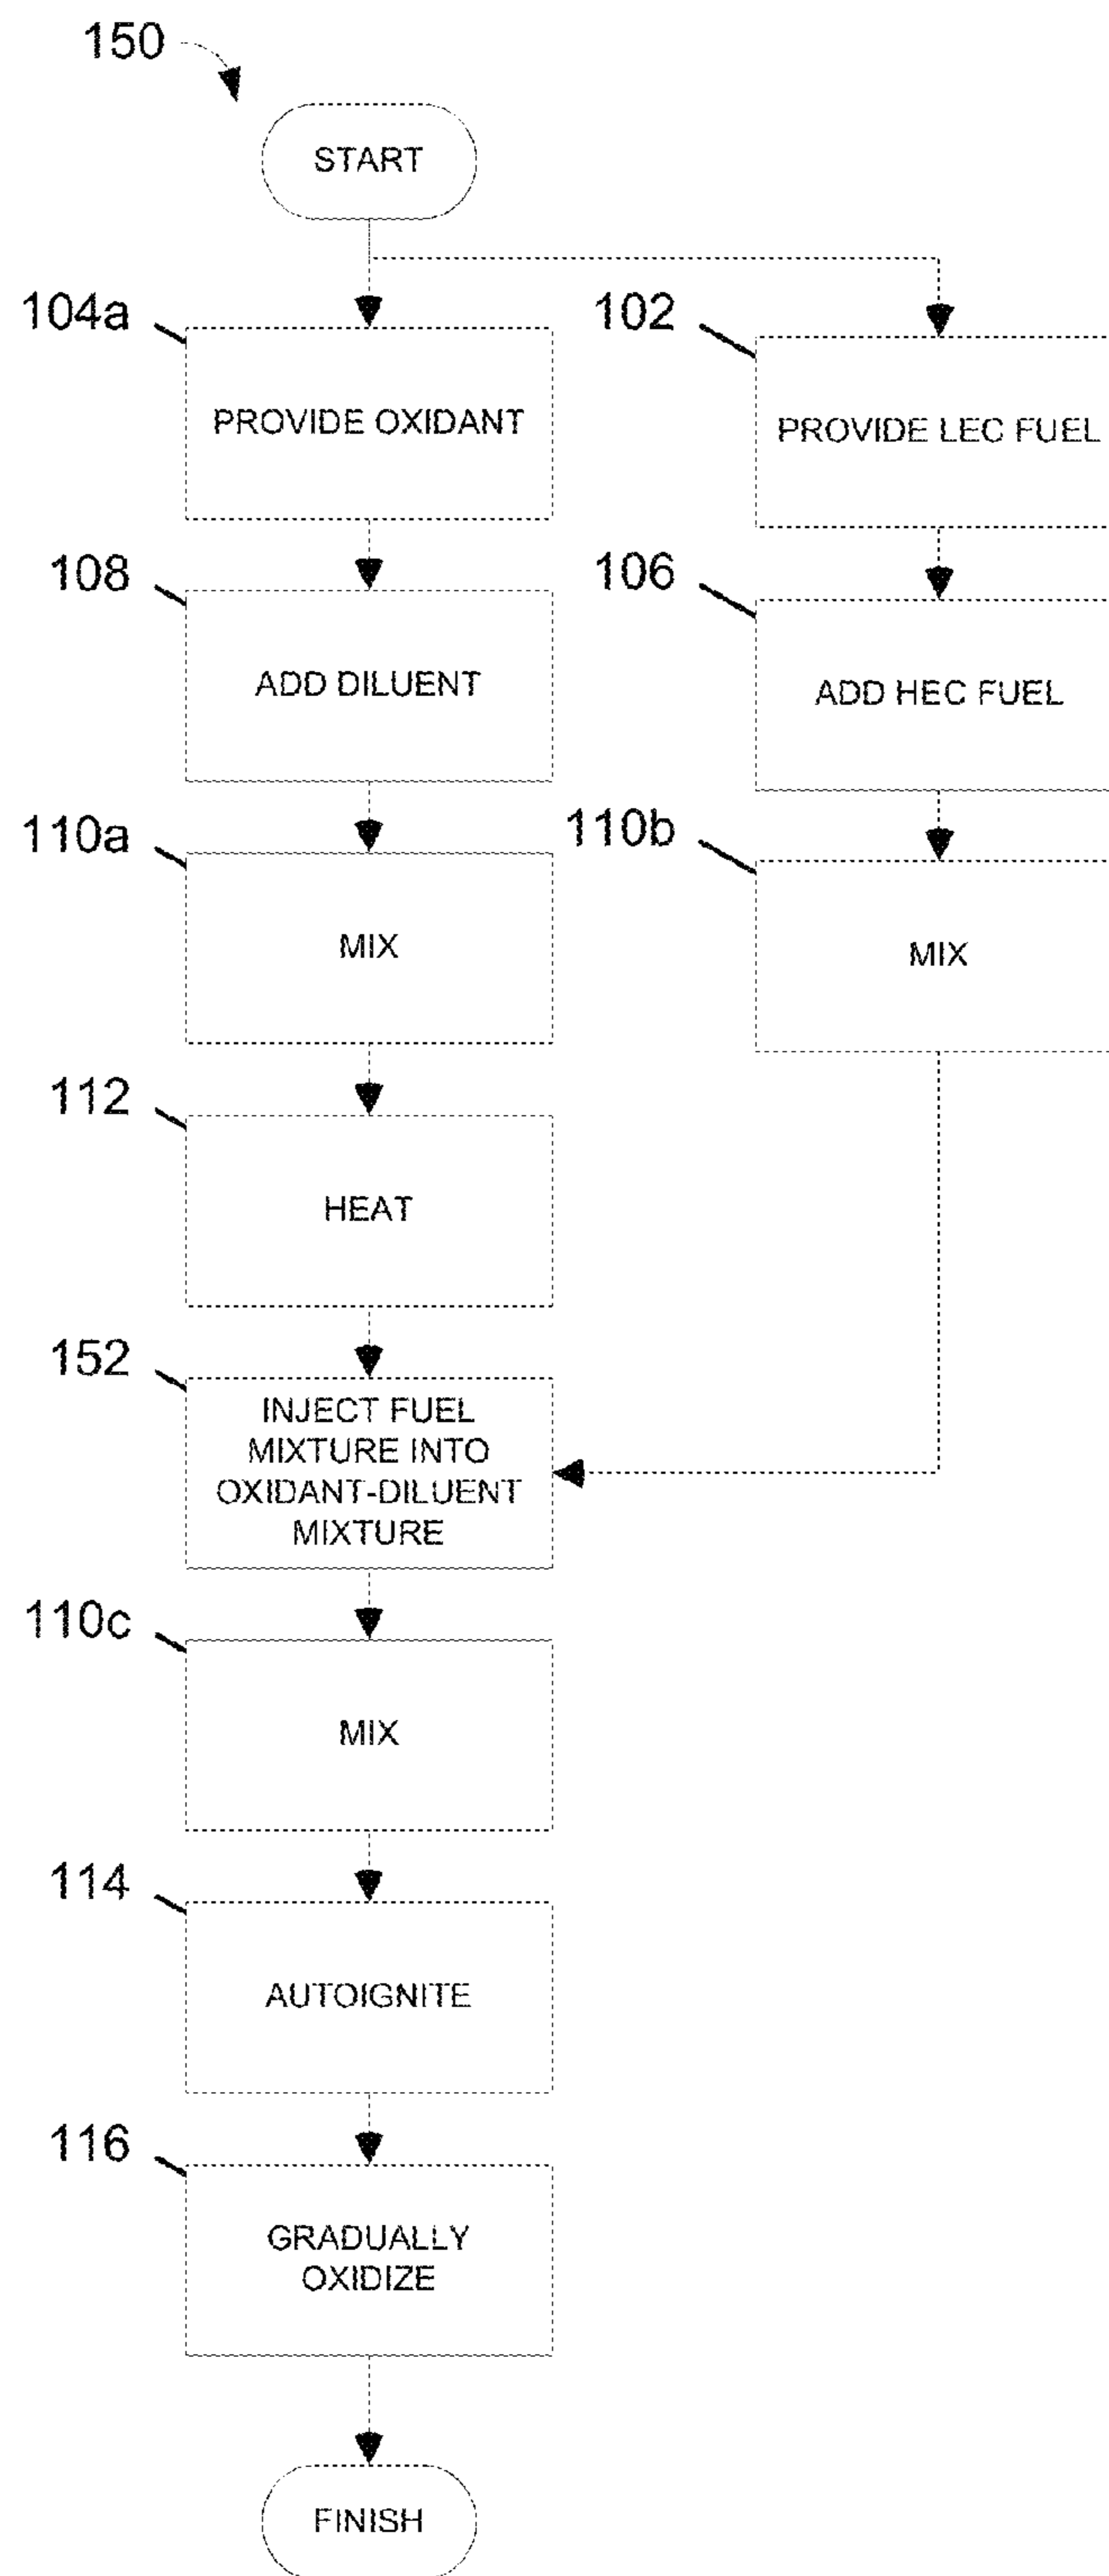 150
START
104a
PROVIDE OXIDANT
102
PROVIDE LEC FUEL
108
ADD DILUENT
106
ADD HEC FUEL
110a
MIX
110b
MIX
112
HEAT
152
INJECT FUEL
MIXTURE INTO
OXIDANT-DILUENT
MIXTURE
110c
MIX
114
AUTOIGNITE
116
GRADUALLY
OXIDIZE
FINISH